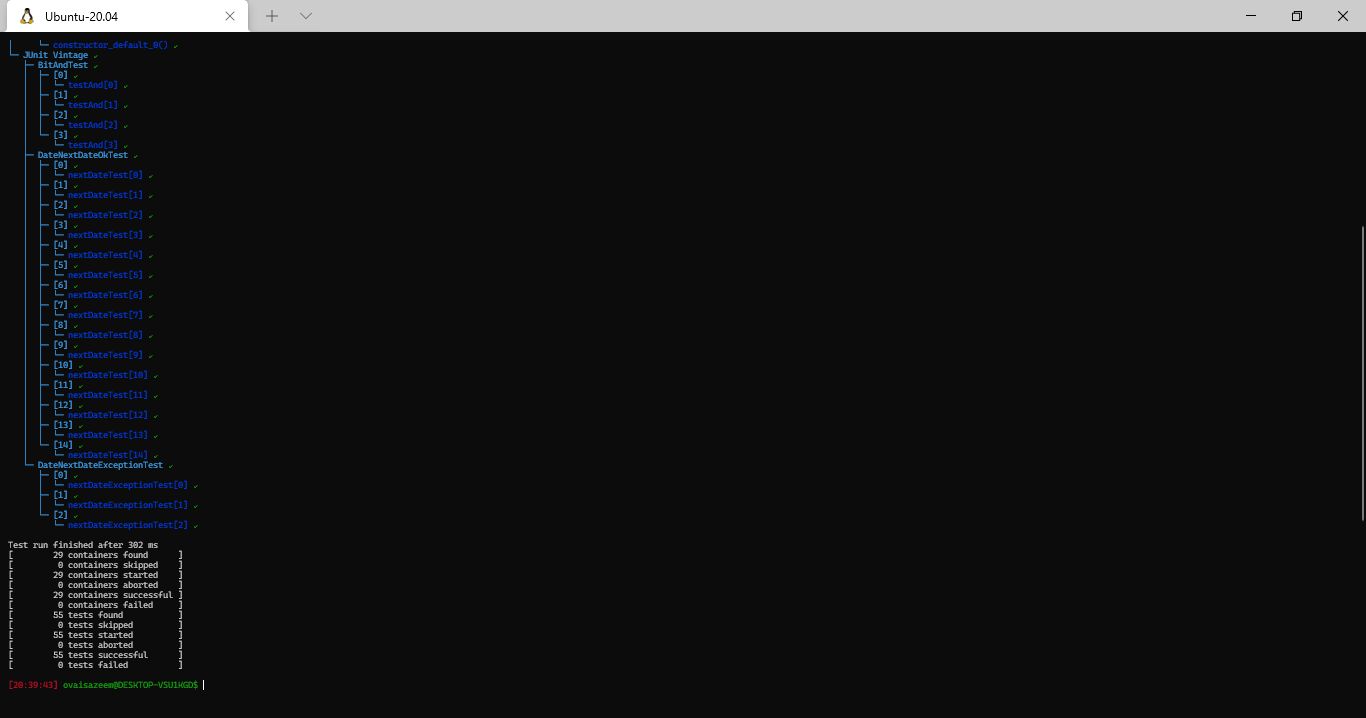 Ubuntu-20.04
constructor_default_0() ✓
JUnit Vintage ✓
BitAndTest ✓
[0] ✓
testAnd[0] ✓
[1] ✓
testAnd[1] ✓
[2] ✓
testAnd[2] ✓
[3] ✓
testAnd[3] ✓
DateNextDateOkTest ✓
[0] ✓
nextDateTest[0] ✓
[1] ✓
nextDateTest[1] ✓
[2] ✓
nextDateTest[2] ✓
[3] ✓
nextDateTest[3] ✓
[4] ✓
nextDateTest[4] ✓
[5] ✓
nextDateTest[5] ✓
[6] ✓
nextDateTest[6] ✓
[7] ✓
nextDateTest[7] ✓
[8] ✓
nextDateTest[8] ✓
[9] ✓
nextDateTest[9] ✓
[10] ✓
nextDateTest[10] ✓
[11] ✓
nextDateTest[11] ✓
[12] ✓
nextDateTest[12] ✓
[13] ✓
nextDateTest[13] ✓
[14] ✓
nextDateTest[14] ✓
DateNextDateExceptionTest ✓
[0] ✓
nextDateExceptionTest[0] ✓
[1] ✓
nextDateExceptionTest[1] ✓
[2] ✓
nextDateExceptionTest[2] ✓
Test run finished after 302 ms
[ 29 containers found ]
[ 0 containers skipped ]
[ 29 containers started ]
[ 0 containers aborted ]
[ 29 containers successful ]
[ 0 containers failed ]
[ 55 tests found ]
[ 0 tests skipped ]
[ 55 tests started ]
[ 0 tests aborted ]
[ 55 tests successful ]
[ 0 tests failed ]
[20:39:43] ovaisazeem@DESKTOP-VSU1KGD$